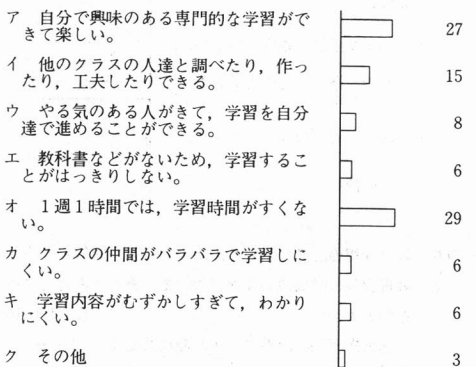 ア 自分で興味のある専門的な学習がで
きて楽しい。 27
イ 他のクラスの人達と調べたり，作っ
たり，工夫したりできる。 15
ウ やる気のある人がきて，学習を自分
達で進めることができる。 8
エ 教科書などがないため，学習するこ
とがはっきりしない。 6
オ 1週1時間では，学習時間がすくな
い。 29
カ クラスの仲間がバラバラで学習しに
くい。 6
キ 学習内容がむずかしすぎて，わかり
にくい。 6
ク その他 3